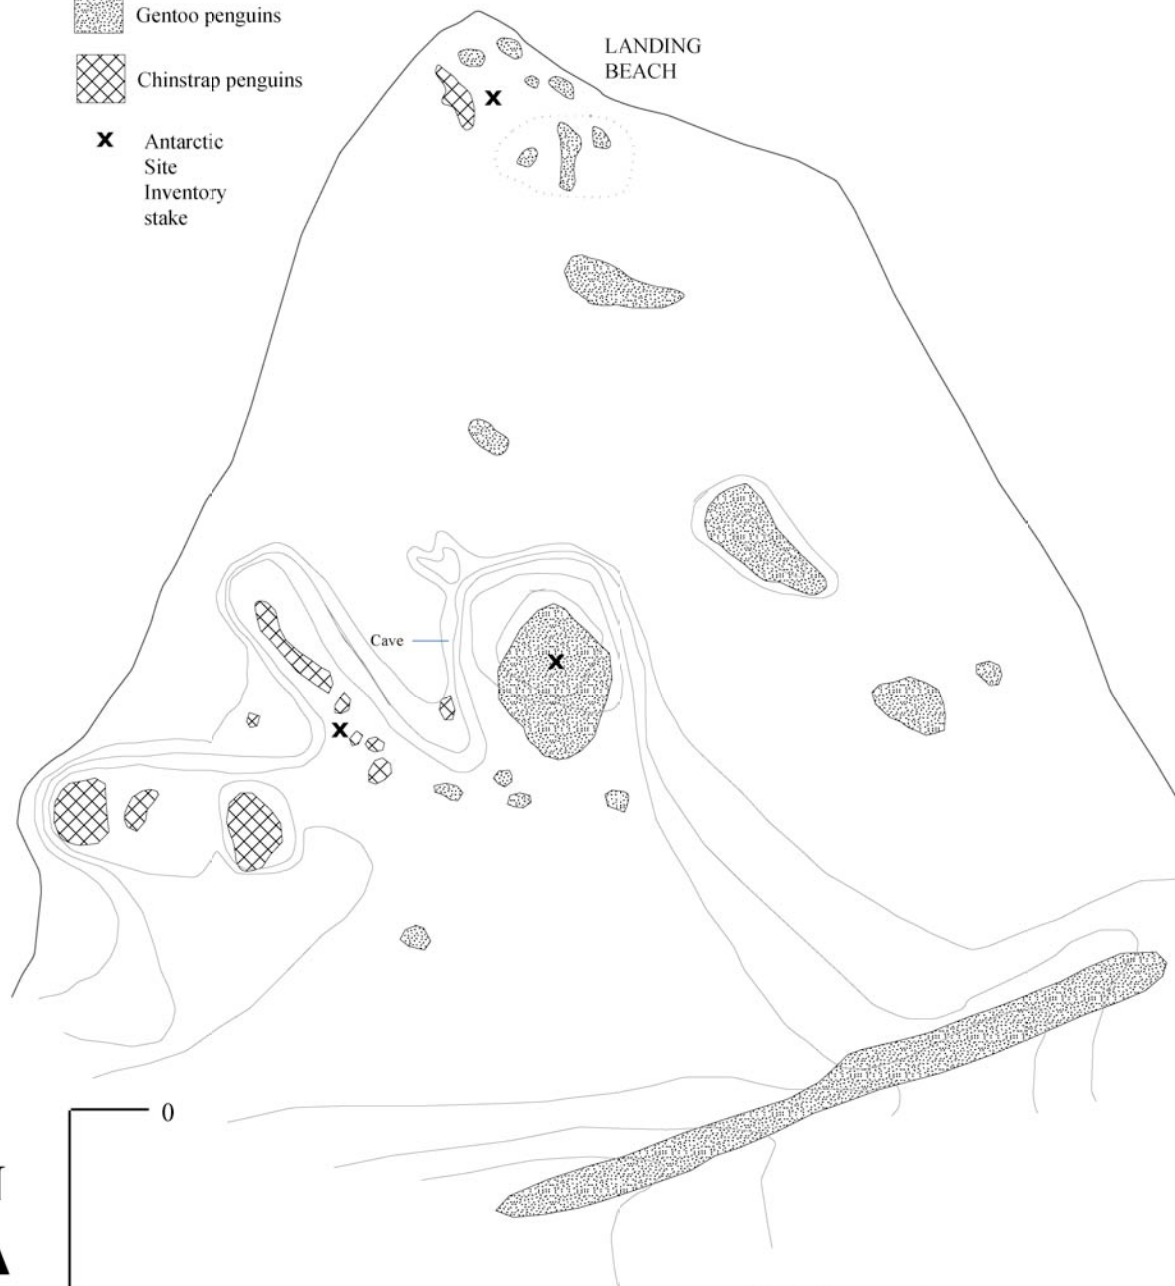 Gentoo penguins
LANDING
BEACH
Chinstrap penguins
x
Antarctic
Site
Inventory
stake
x
Cave
x
x
0